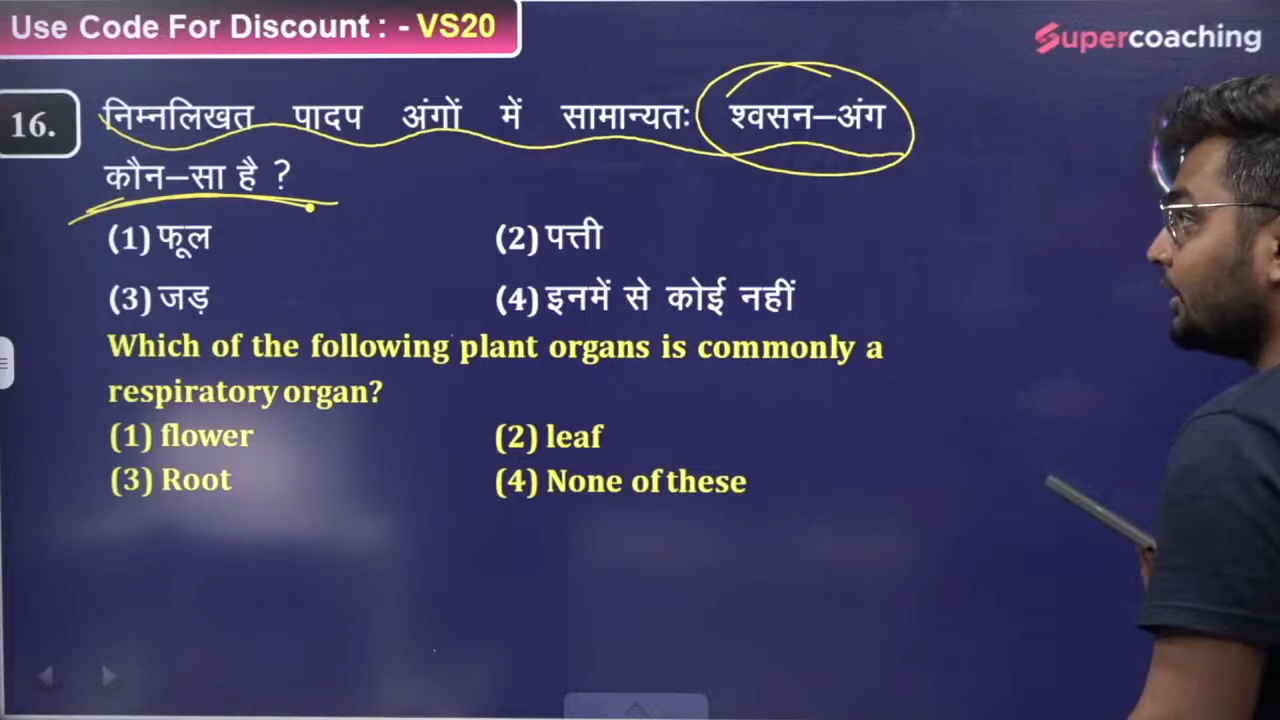 Use Code For Discount : - VS20
Supercoaching
16. निम्नलिखत पादप अंगों में सामान्यतः श्वसन–अंग
कौन–सा है ?
(1) फूल (2) पत्ती
(3) जड़ (4) इनमें से कोई नहीं
Which of the following plant organs is commonly a
respiratory organ?
(1) flower (2) leaf
(3) Root (4) None of these